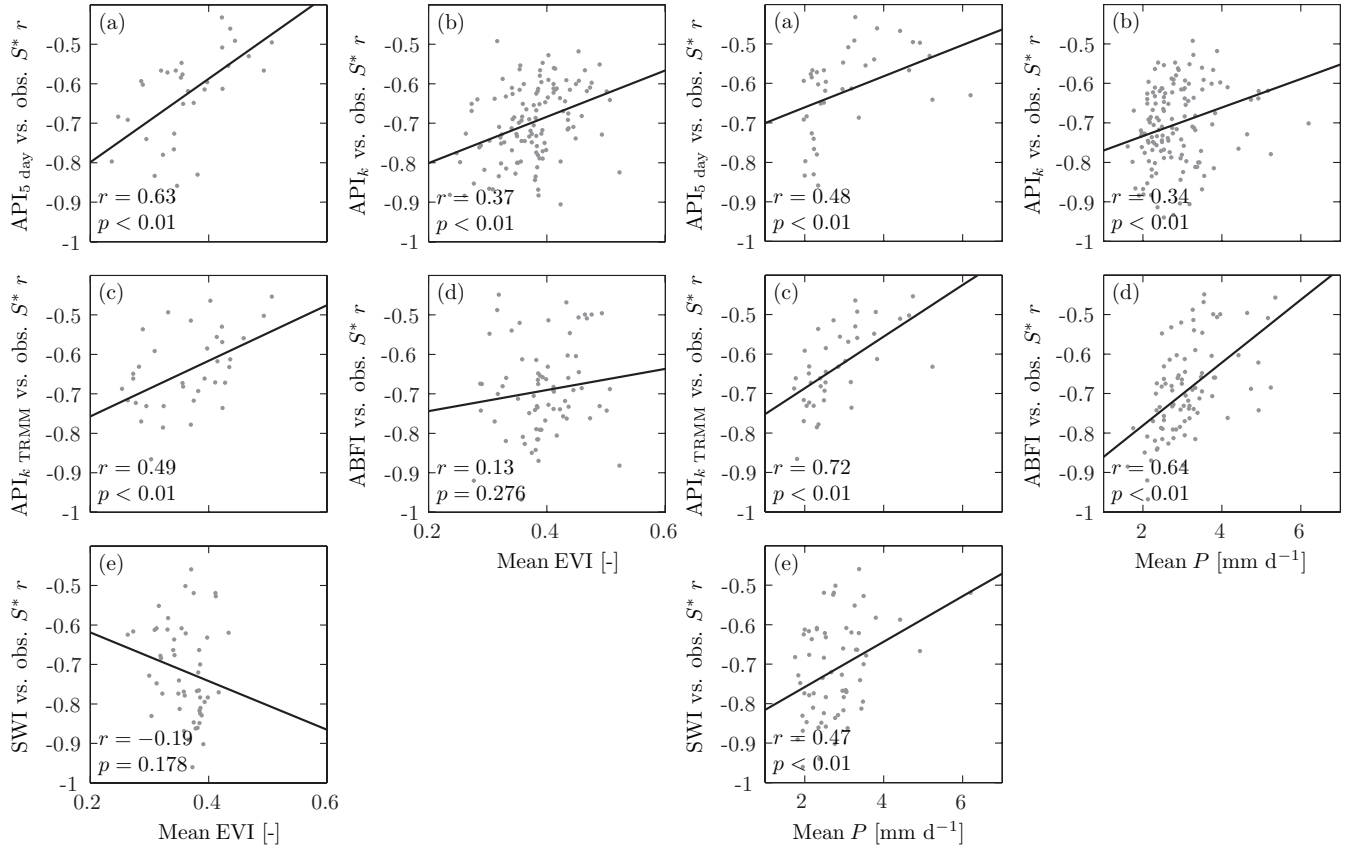 (a)
-0.5
-0.6
-0.7
-0.8
-0.9
-1
API5 day vs. obs. S* r
r = 0.63
p < 0.01
(b)
-0.5
-0.6
-0.7
-0.8
-0.9
-1
APIk vs. obs. S* r
r = 0.37
p < 0.01
(a)
-0.5
-0.6
-0.7
-0.8
-0.9
-1
API5 day vs. obs. S* r
r = 0.48
p < 0.01
(b)
-0.5
-0.6
-0.7
-0.8
-0.9
-1
APIk vs. obs. S* r
r = 0.34
p < 0.01
(c)
-0.5
-0.6
-0.7
-0.8
-0.9
-1
APIk TRMM vs. obs. S* r
r = 0.49
p < 0.01
(d)
-0.5
-0.6
-0.7
-0.8
-0.9
-1
ABFI vs. obs. S* r
r = 0.13
p = 0.276
0.2 0.4 0.6
Mean EVI [-]
(c)
-0.5
-0.6
-0.7
-0.8
-0.9
-1
APIk TRMM vs. obs. S* r
r = 0.72
p < 0.01
(d)
-0.5
-0.6
-0.7
-0.8
-0.9
-1
ABFI vs. obs. S* r
r = 0.64
p < 0.01
2 4 6
Mean P [mm d−1]
(e)
-0.5
-0.6
-0.7
-0.8
-0.9
-1
SWI vs. obs. S* r
r = −0.19
p = 0.178
0.2 0.4 0.6
Mean EVI [-]
(e)
-0.5
-0.6
-0.7
-0.8
-0.9
-1
SWI vs. obs. S* r
r = 0.47
p < 0.01
2 4 6
Mean P [mm d−1]